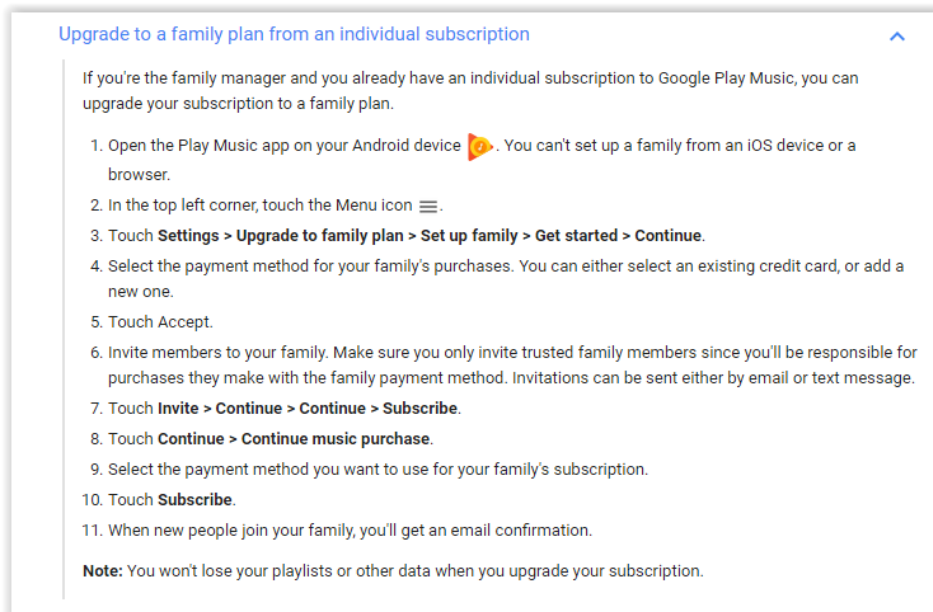 Upgrade to a family plan from an individual subscription
If you're the family manager and you already have an individual subscription to Google Play Music, you can
upgrade your subscription to a family plan.
1. Open the Play Music app on your Android device . You can't set up a family from an iOS device or a
browser.
2. In the top left corner, touch the Menu icon .
3. Touch Settings > Upgrade to family plan > Set up family > Get started > Continue.
4. Select the payment method for your family's purchases. You can either select an existing credit card, or add a
new one.
5. Touch Accept.
6. Invite members to your family. Make sure you only invite trusted family members since you'll be responsible for
purchases they make with the family payment method. Invitations can be sent either by email or text message.
7. Touch Invite > Continue > Continue > Subscribe.
8. Touch Continue > Continue music purchase.
9. Select the payment method you want to use for your family's subscription.
10. Touch Subscribe.
11. When new people join your family, you'll get an email confirmation.
Note: You won't lose your playlists or other data when you upgrade your subscription.